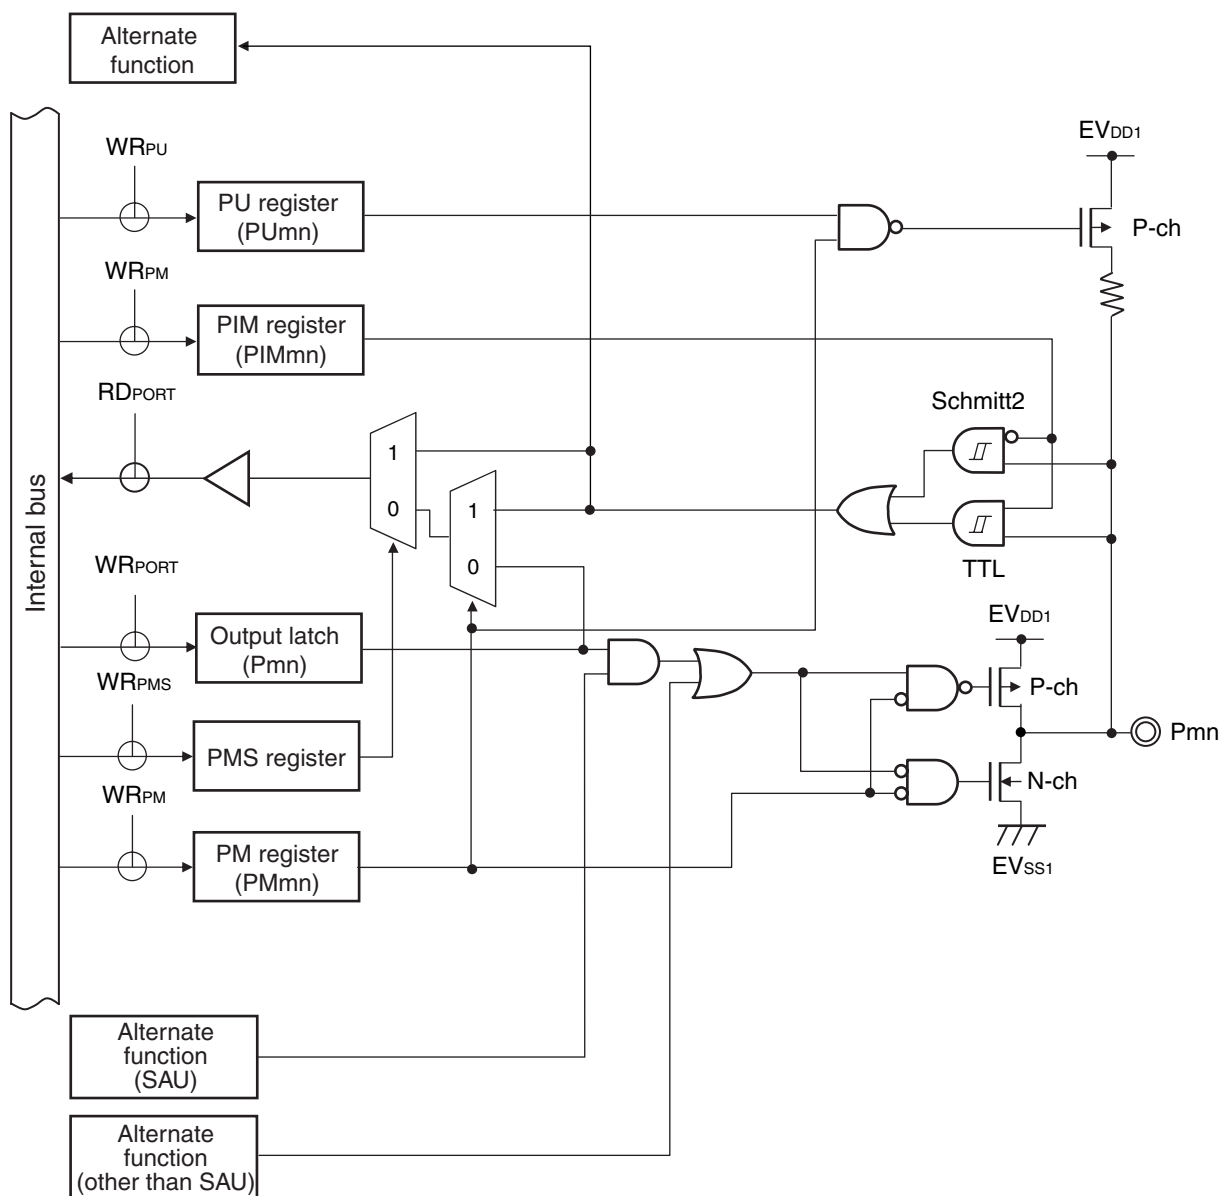 Alternate
function
EVDD1
WRPU
PU register
(PUmn)
P-ch
WRPM
PIM register
(PIMmn)
RDPORT
Schmitt2
1
0
1
0
TTL
Internal bus
WRPORT
Output latch
(Pmn)
EVDD1
P-ch
WRPMS
PMS register
Pmn
N-ch
WRPM
PM register
(PMmn)
EVSS1
Alternate
function
(SAU)
Alternate
function
(other than SAU)